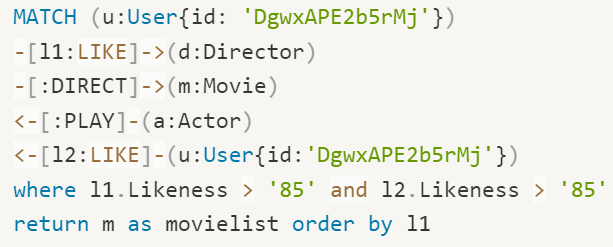 MATCH (u:User{id: 'DgwxAPE2b5rMj'})
-[l1:LIKE]->(d:Director)
-[:DIRECT]->(m:Movie)
<-[:PLAY]-(a:Actor)
<-[l2:LIKE]-(u:User{id:'DgwxAPE2b5rMj'})
where l1.Likeness > '85' and l2.Likeness > '85'
return m as movielist order by l1